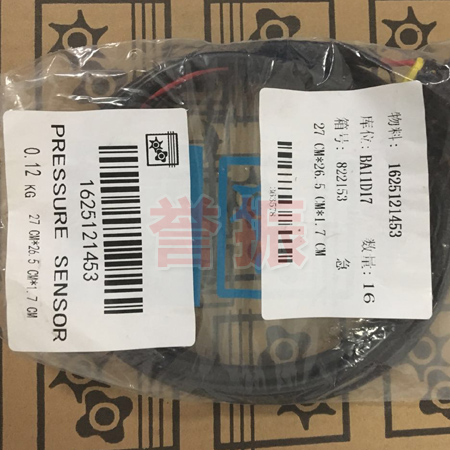 1625121453
PRESSURE SENSOR
0.12 KG 27 CM*26.5 CM*1.7 CM
物料: 1625121453
库位: BA11D17 数量: 16
箱号: 822153 急
27 CM*26.5 CM*1.7 CM
誉振